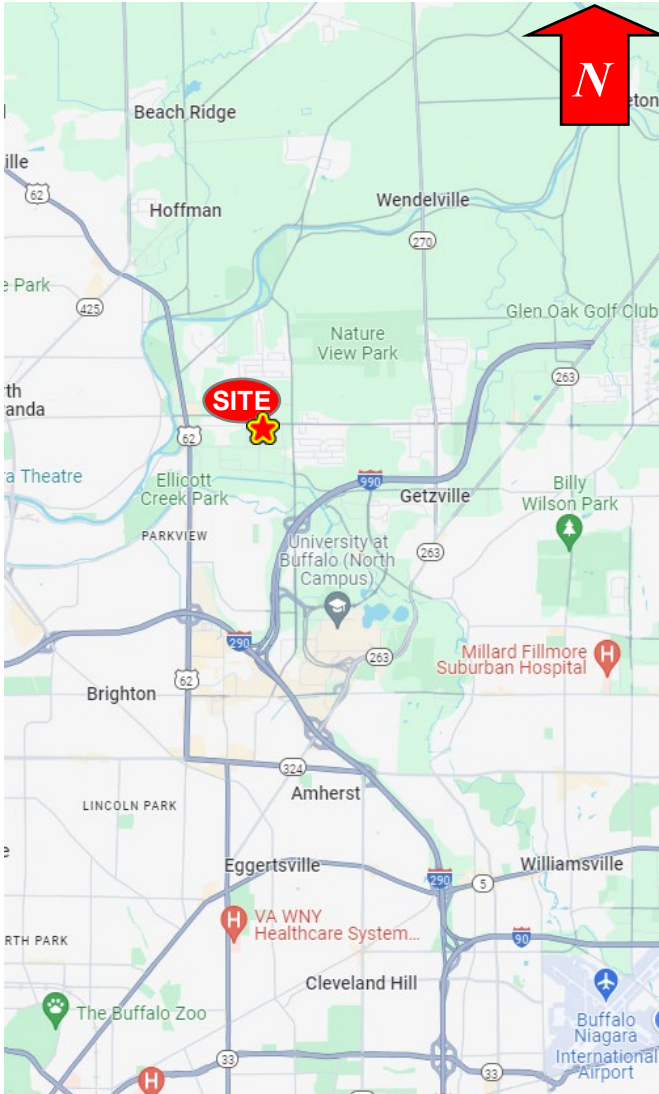 N
eton
Beach Ridge
ille
62
Wendelville
Hoffman
270
e Park
425
Glen Oak Golf Club
Nature
View Park
263
SITE
rth
randa
62
ra Theatre
Ellicott
Creek Park
990
Getzville
Billy
Wilson Park
PARKVIEW
University at
Buffalo (North
Campus)
263
290
263
Millard Fillmore
Suburban Hospital
H
62
Brighton
324
LINCOLN PARK
Amherst
e
Eggertsville
Williamsville
290
5
H
VA WNY
Healthcare System...
90
RTH PARK
Cleveland Hill
The Buffalo Zoo
Buffalo
Niagara
International
Airport
33
33
H